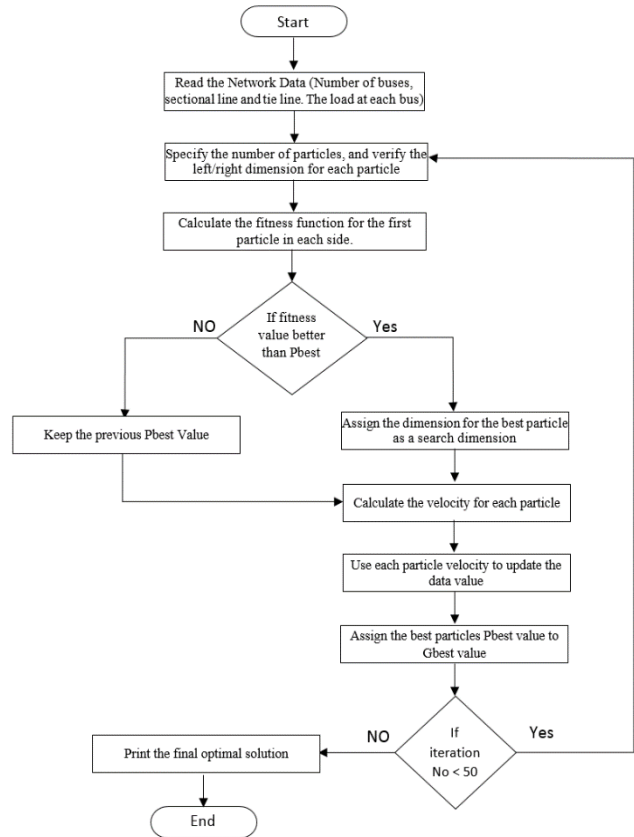 Start
Read the Network Data (Number of buses,
sectional line and tie line. The load at each bus)
Specify the number of particles, and verify the
left/right dimension for each particle
Calculate the fitness function for the first
particle in each side.
If fitness
value better
than Pbest
NO
Yes
Keep the previous Pbest Value
Assign the dimension for the best particle
as a search dimension
Calculate the velocity for each particle
Use each particle velocity to update the
data value
Assign the best particles Pbest value to
Gbest value
If
iteration
No < 50
NO
Yes
Print the final optimal solution
End